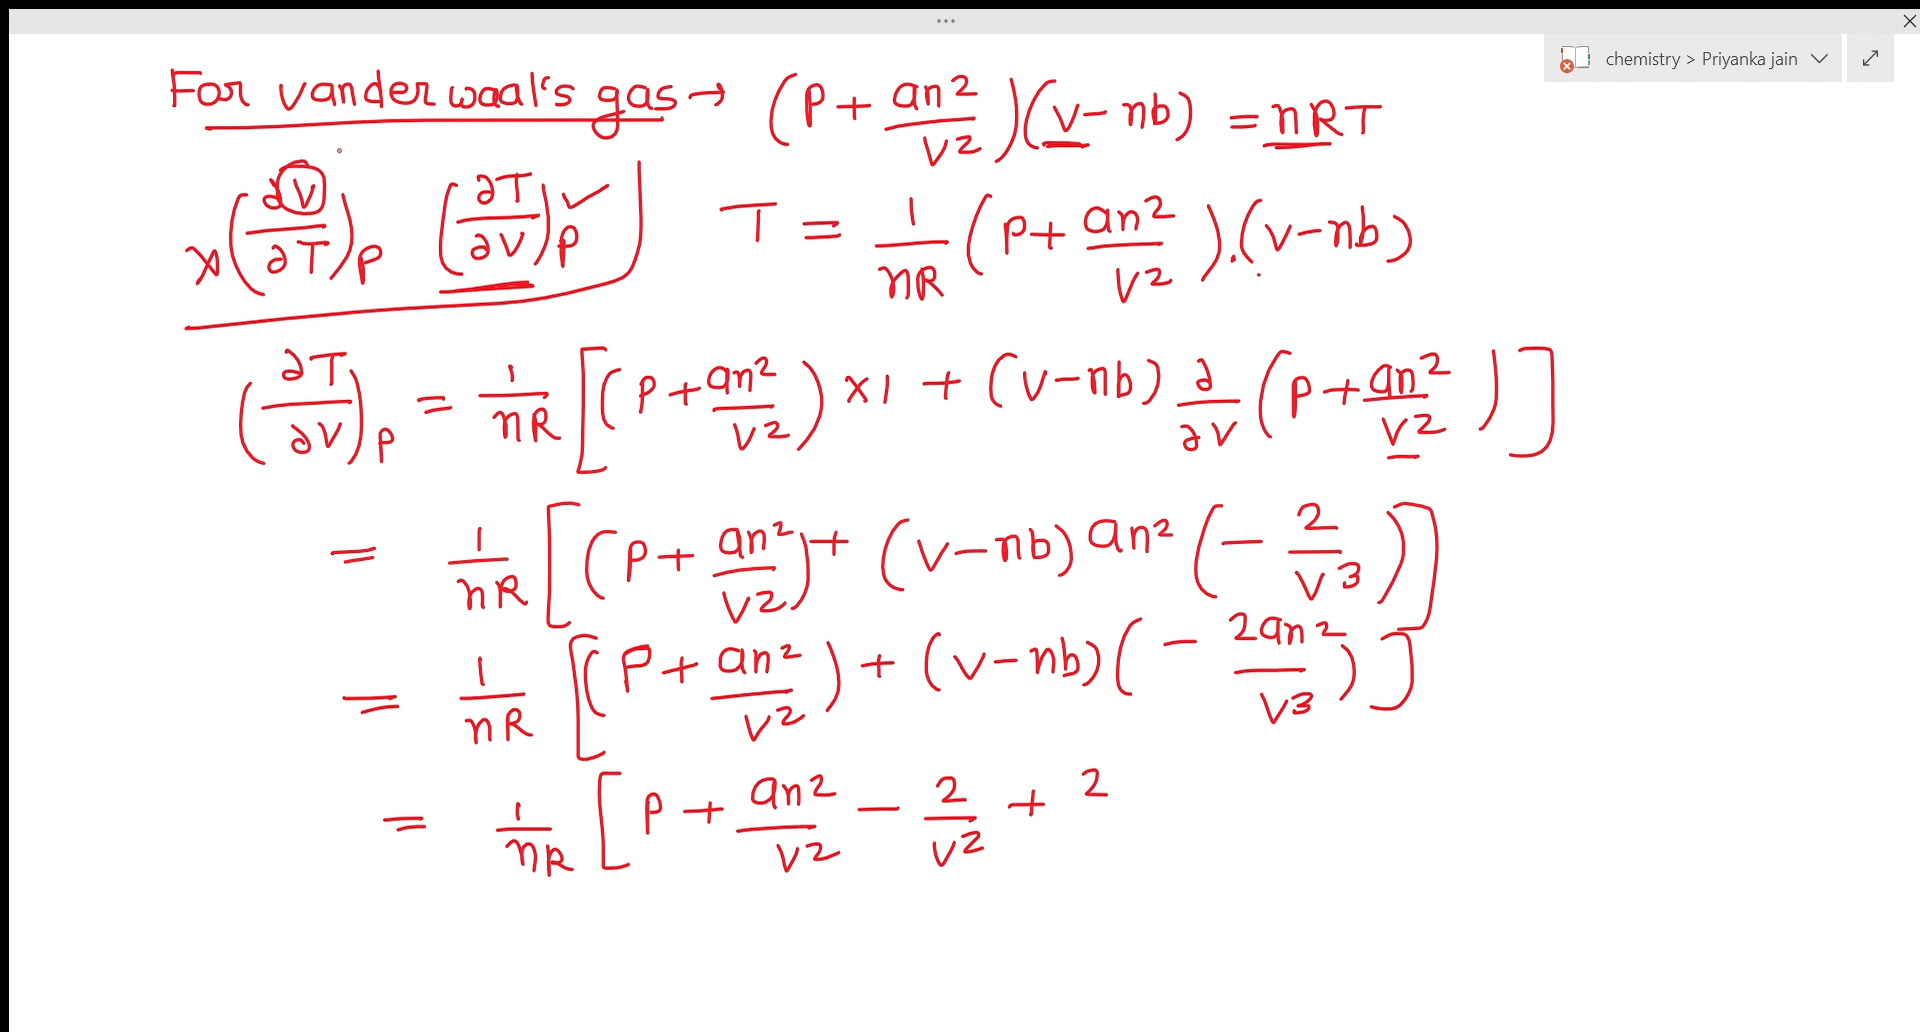 ...
chemistry > Priyanka jain
For vander waal's gas → (P + an²/V²)(V - nb) = nRT
x (∂V/∂T)P (∂T/∂V)P ✓ T = 1/nR (P + an²/V²).(V - nb)
(∂T/∂V)P = 1/nR [(P + an²/V²) x 1 + (V - nb) ∂/∂V (P + an²/V²)]
= 1/nR [(P + an²/V²) + (V - nb) an² (- 2/V³)]
= 1/nR [(P + an²/V²) + (V - nb)(- 2an²/V³)]
= 1/nR [P + an²/V² - 2/V² + 2